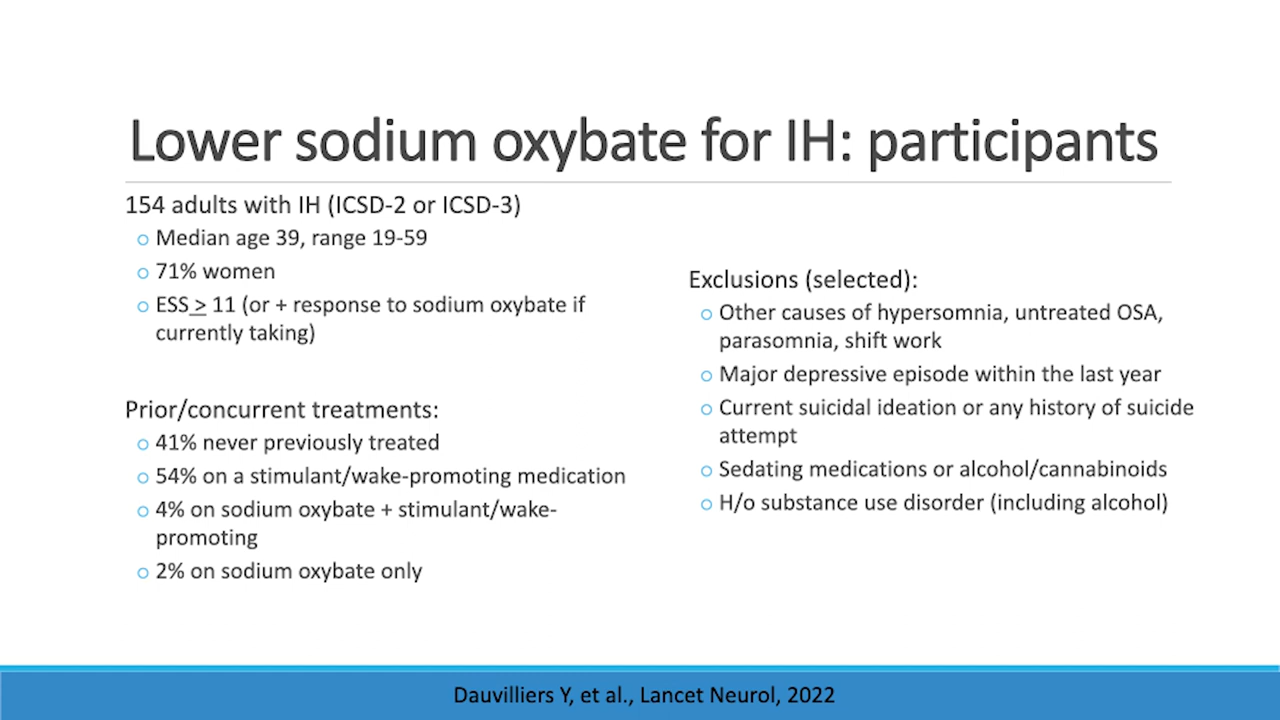 Lower sodium oxybate for IH: participants
154 adults with IH (ICSD-2 or ICSD-3)
o Median age 39, range 19-59
o 71% women
o ESS ≥ 11 (or + response to sodium oxybate if
currently taking)
Prior/concurrent treatments:
o 41% never previously treated
o 54% on a stimulant/wake-promoting medication
o 4% on sodium oxybate + stimulant/wake-
promoting
o 2% on sodium oxybate only
Exclusions (selected):
o Other causes of hypersomnia, untreated OSA,
parasomnia, shift work
o Major depressive episode within the last year
o Current suicidal ideation or any history of suicide
attempt
o Sedating medications or alcohol/cannabinoids
o H/o substance use disorder (including alcohol)
Dauvilliers Y, et al., Lancet Neurol, 2022